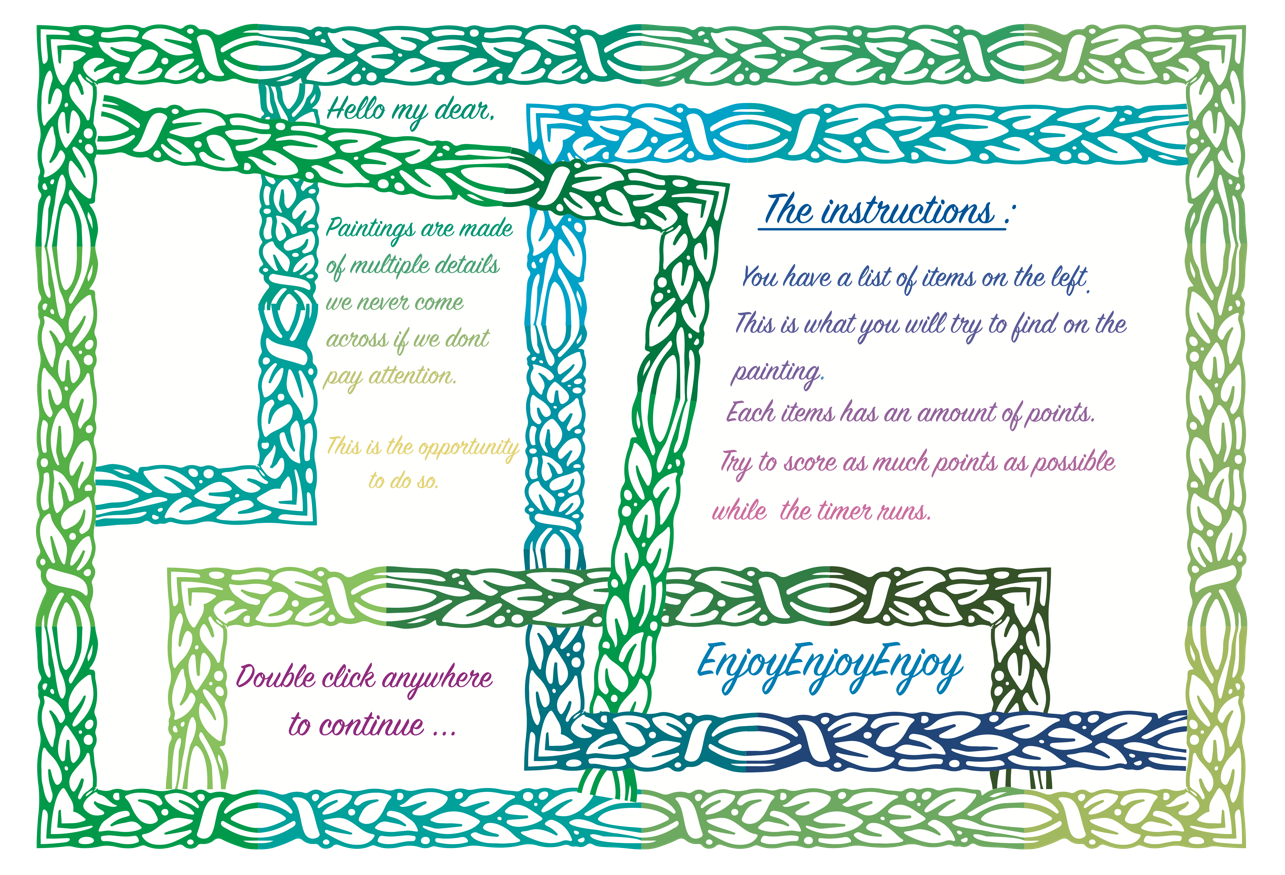 Hello my dear,
Paintings are made
of multiple details
we never come
across if we dont
pay attention.
This is the opportunity
to do so.
The instructions :
You have a list of items on the left.
This is what you will try to find on the
painting.
Each items has an amount of points.
Try to score as much points as possible
while the timer runs.
Double click anywhere
to continue ...
EnjoyEnjoyEnjoy